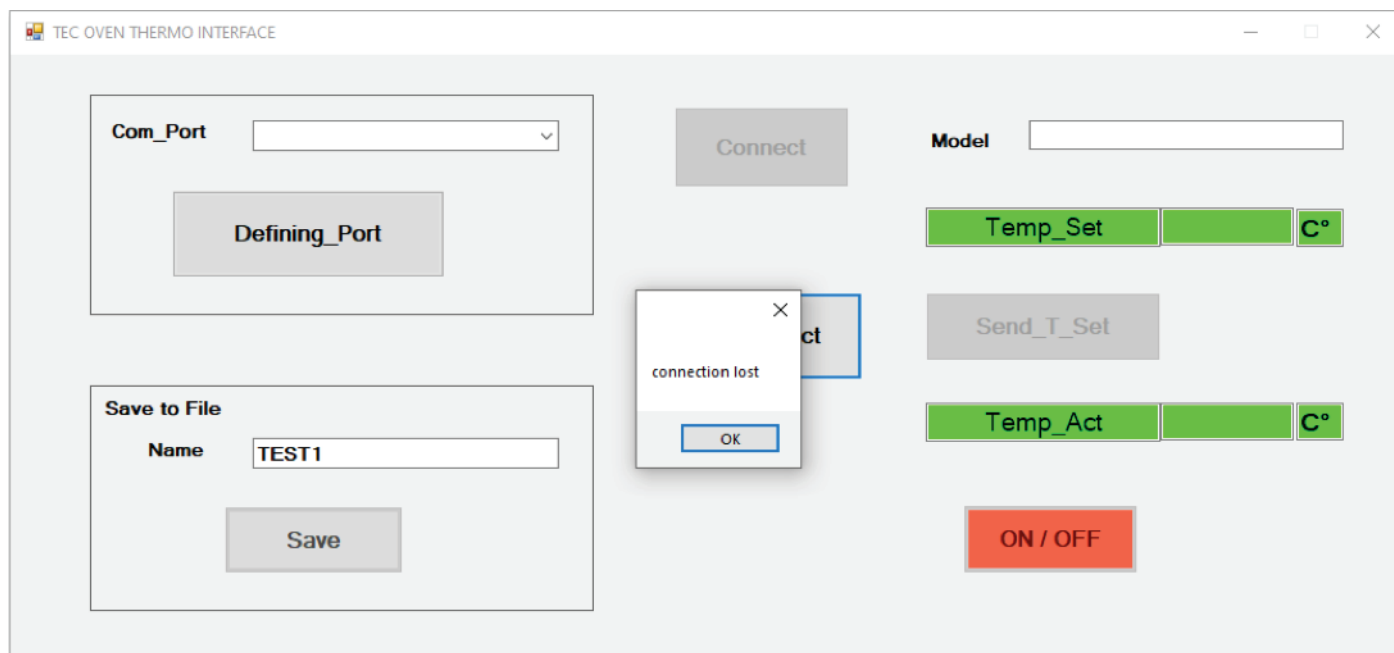 TEC OVEN THERMO INTERFACE
Com_Port
Defining_Port
Connect
Model
Temp_Set C°
Send_T_Set
ct
connection lost
OK
Temp_Act C°
Save to File
Name TEST1
Save
ON / OFF